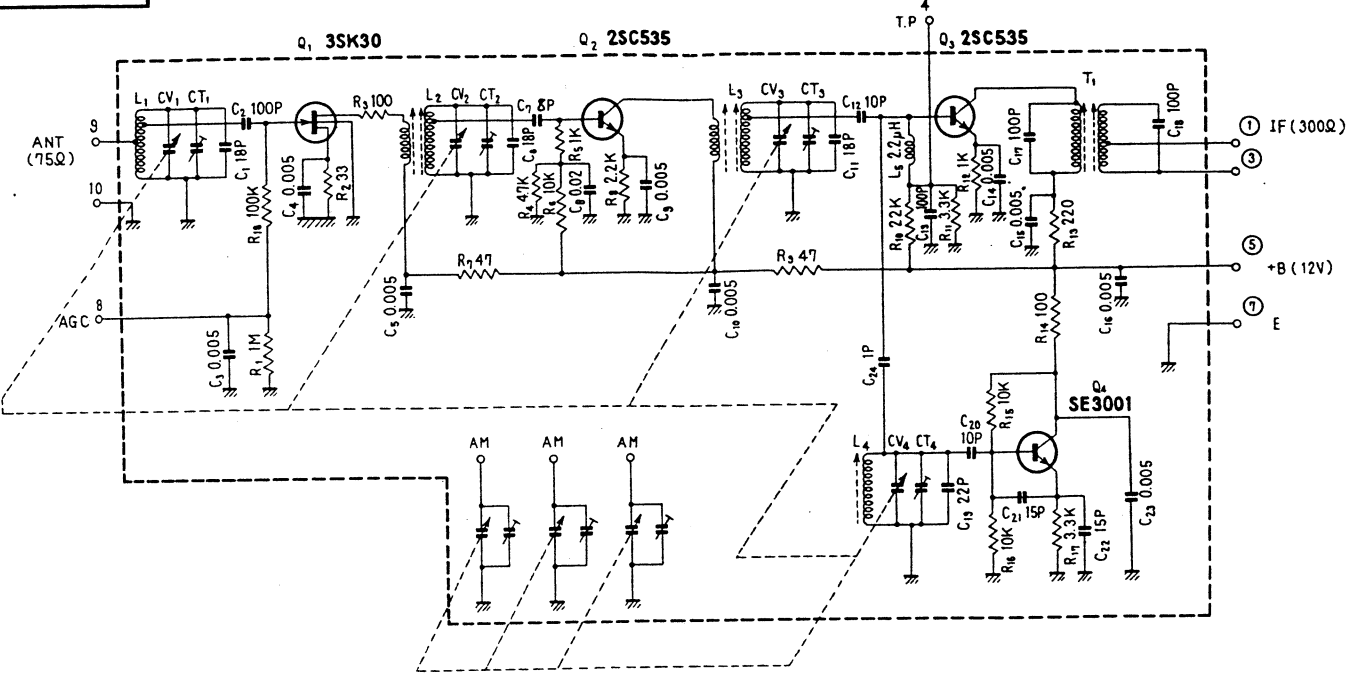 4
T.P
Q1 3SK30
Q2 2SC535
Q3 2SC535
L1 CV1 CT1
C2 100P
R3 100
L2 CV2 CT2
C7 8P
L3 CV3 CT3
C12 10P
T1
ANT
(75Ω)
9
10
C1 18P
R18 100K
C4 0.005
R2 33
C6 18P
R5 1K
R4 47K
R6 10K
C8 0.02
R8 2.2K
C9 0.005
C11 18P
L5 2.2μH
R10 22K
C13 100P
R11 3.3K
R12 1K
C14 0.005
C17 100P
C15 0.005
R13 220
C18 100P
① IF (300Ω)
③
R7 47
R9 47
⑤
+B (12V)
8
AGC
C3 0.005
R1 1M
C5 0.005
C10 0.005
C16 0.005
⑦ E
R14 100
C24 1P
R15 10K
Q4
SE3001
AM
AM
AM
L4 CV4 CT4
C20
10P
C19 22P
C21 15P
R16 10K
R17 3.3K
C22 15P
C23 0.005